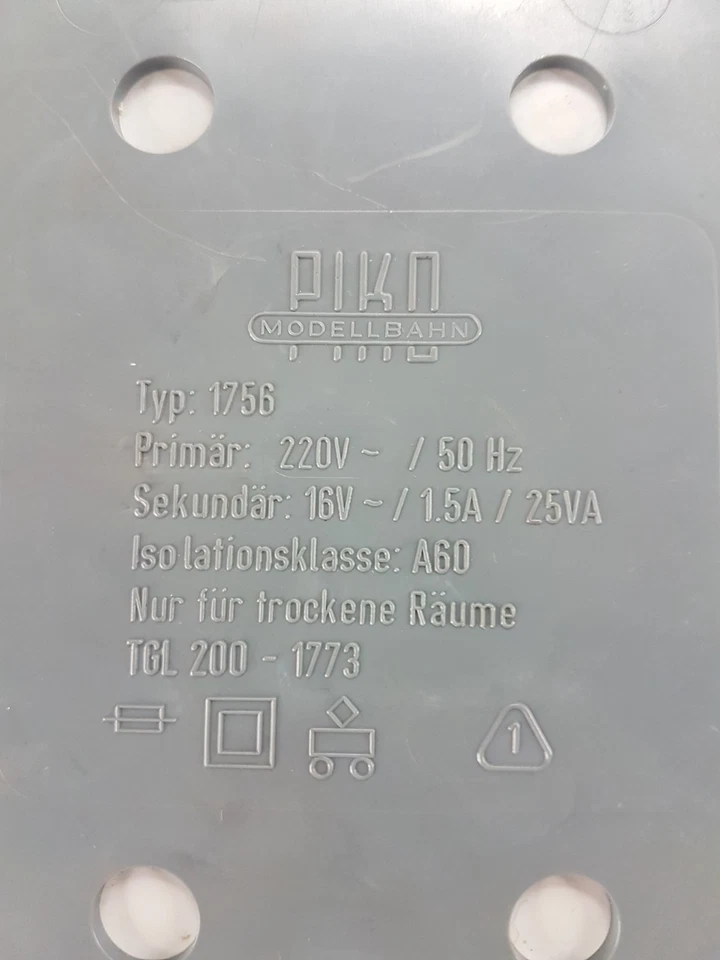 PIKO
MODELLBAHN
Typ: 1756
Primär: 220V ~ / 50 Hz
Sekundär: 16V ~ / 1.5A / 25VA
Isolationsklasse: A60
Nur für trockene Räume
TGL 200 - 1773
1